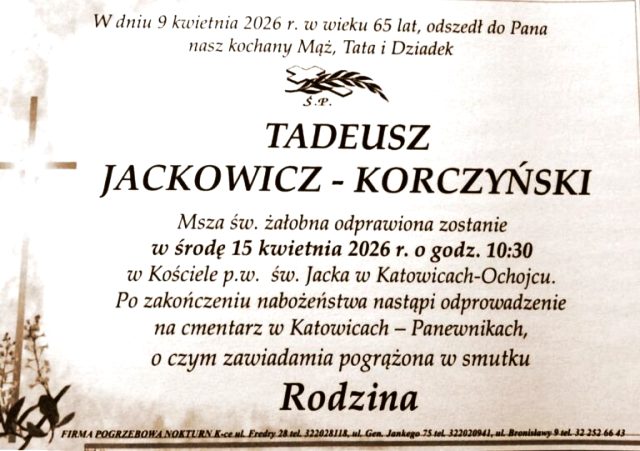 W dniu 9 kwietnia 2026 r. w wieku 65 lat, odszedł do Pana
nasz kochany Mąż, Tata i Dziadek
Ś.P.
TADEUSZ
JACKOWICZ - KORCZYŃSKI
Msza św. żałobna odprawiona zostanie
w środę 15 kwietnia 2026 r. o godz. 10:30
w Kościele p.w. św. Jacka w Katowicach-Ochojcu.
Po zakończeniu nabożeństwa nastąpi odprowadzenie
na cmentarz w Katowicach – Panewnikach,
o czym zawiadamia pogrążona w smutku
Rodzina
FIRMA POGRZEBOWA NOKTURN K-ce ul. Fredry 28 tel. 322028118, ul. Gen. Jankego 75 tel. 322020941, ul. Bronisławy 9 tel. 32 252 66 43